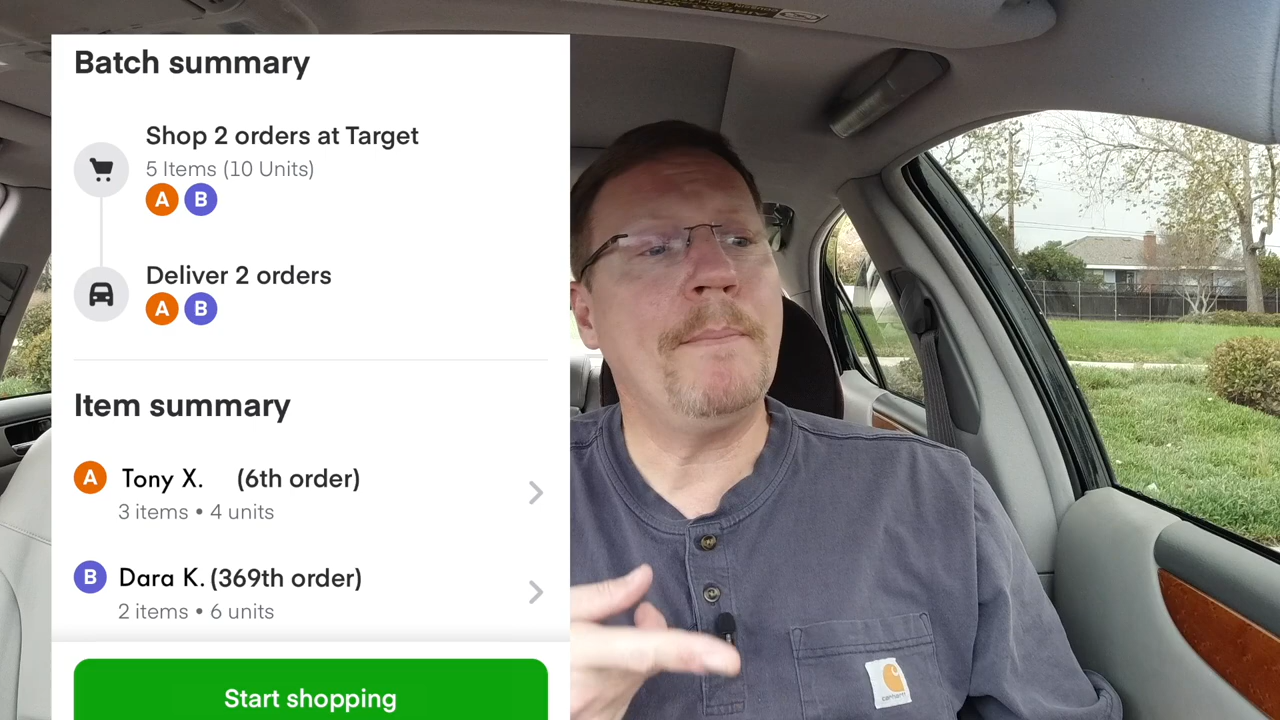 Batch summary
Shop 2 orders at Target
5 Items (10 Units)
A B
Deliver 2 orders
A B
Item summary
A Tony X. (6th order)
3 items • 4 units
B Dara K. (369th order)
2 items • 6 units
Start shopping
carhartt